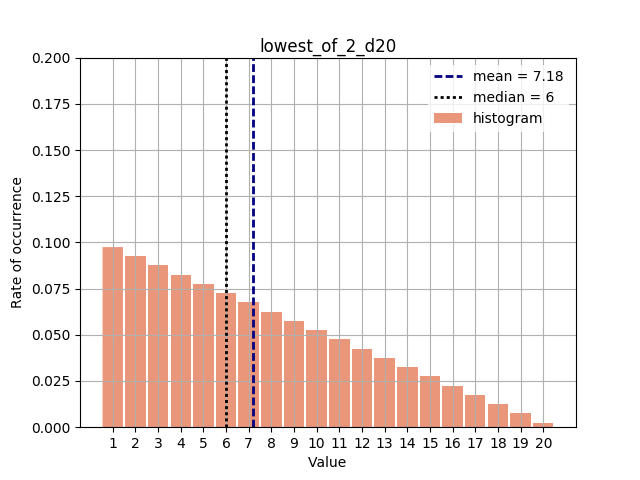 lowest_of_2_d20
mean = 7.18
median = 6
histogram
Rate of occurrence
0.200
0.175
0.150
0.125
0.100
0.075
0.050
0.025
0.000
1 2 3 4 5 6 7 8 9 10 11 12 13 14 15 16 17 18 19 20
Value